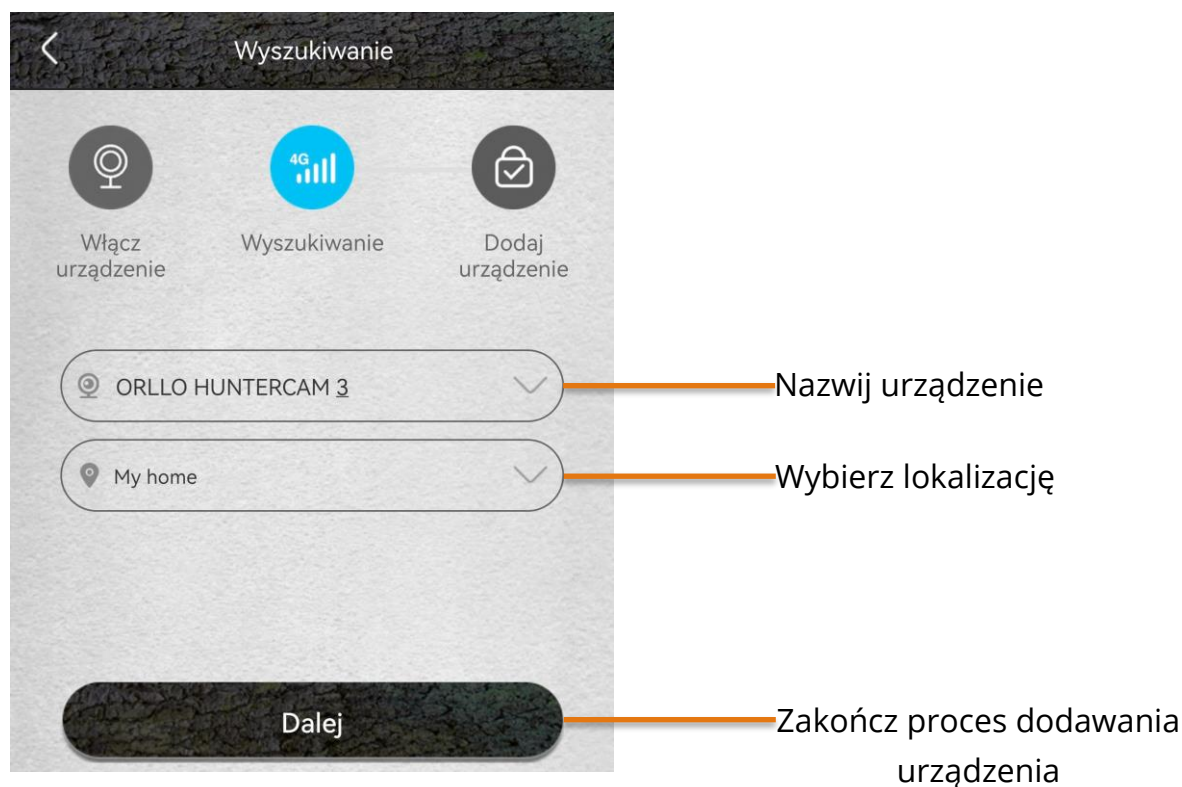 Wyszukiwanie
4G
Włącz
urządzenie
Wyszukiwanie
Dodaj
urządzenie
ORLLO HUNTERCAM 3
Nazwij urządzenie
My home
Wybierz lokalizację
Dalej
Zakończ proces dodawania
urządzenia